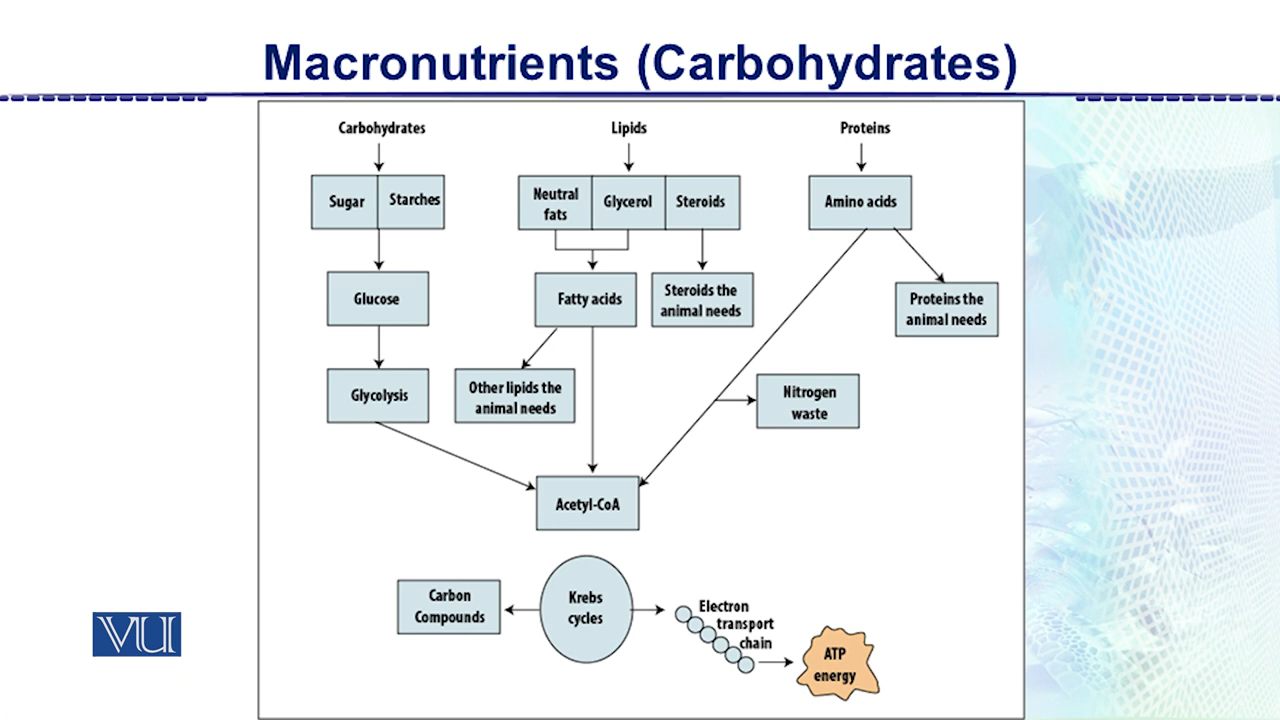 Macronutrients (Carbohydrates)
Carbohydrates
Lipids
Proteins
Sugar
Starches
Neutral
fats
Glycerol
Steroids
Amino acids
Glucose
Fatty acids
Steroids the
animal needs
Proteins the
animal needs
Glycolysis
Other lipids the
animal needs
Nitrogen
waste
Acetyl-CoA
Carbon
Compounds
Krebs
cycles
Electron
transport
chain
ATP
energy
VU